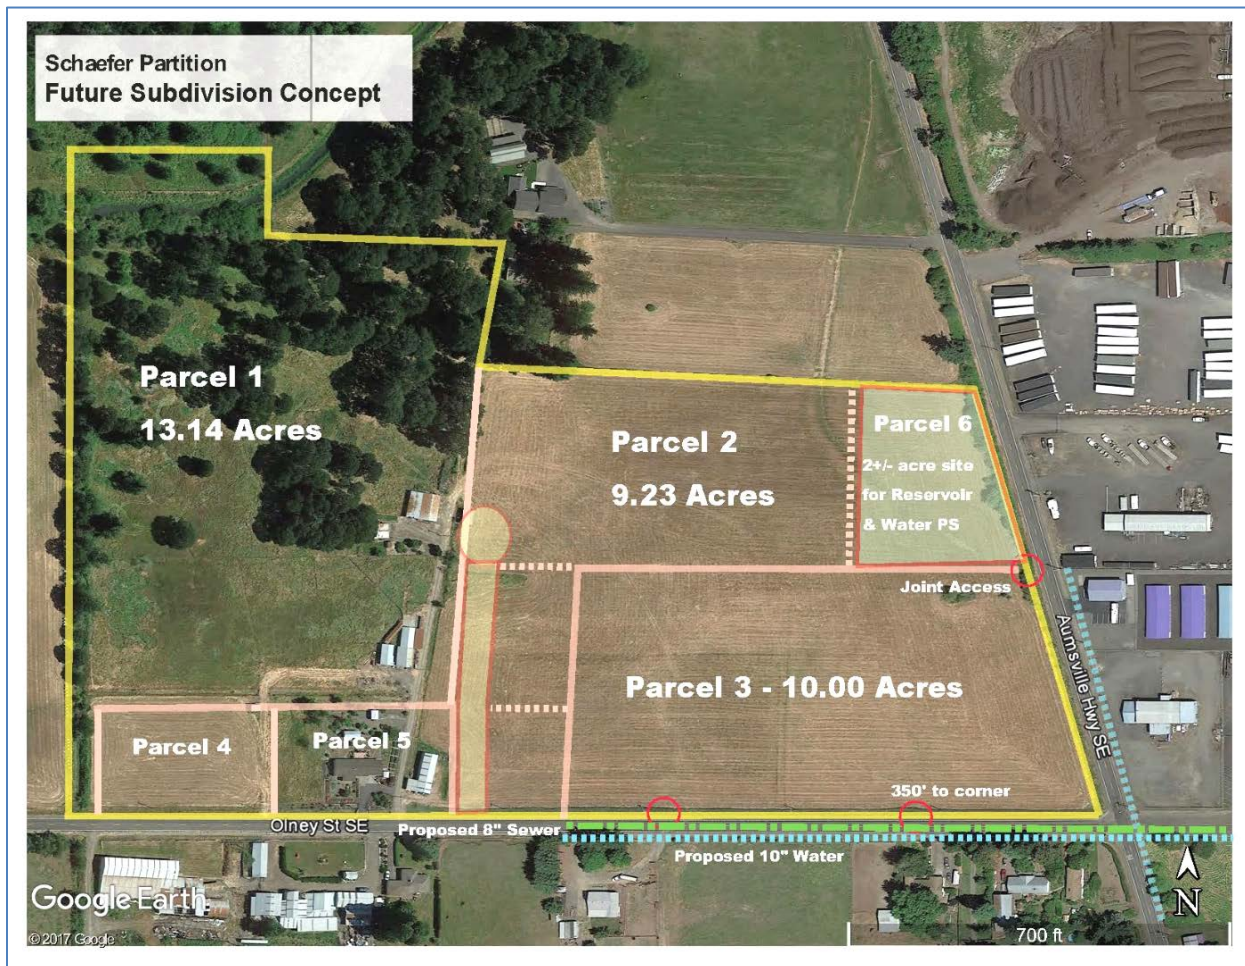 Schaefer Partition
Future Subdivision Concept
Parcel 1
13.14 Acres
Parcel 2
9.23 Acres
Parcel 6
2+/- acre site
for Reservoir
& Water PS
Joint Access
Aumsville Hwy SE
Parcel 3 - 10.00 Acres
Parcel 4
Parcel 5
350' to corner
Olney St SE
Proposed 8" Sewer
Proposed 10" Water
N
Google Earth
© 2017 Google
700 ft